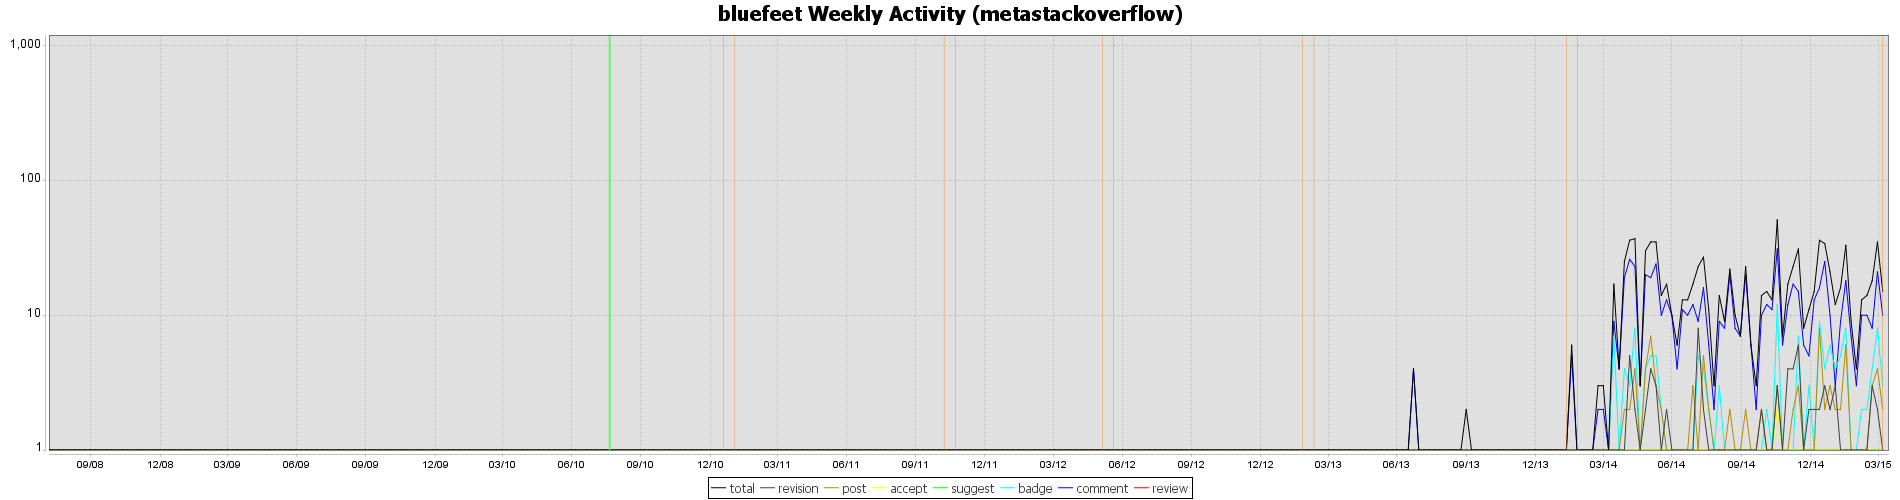 bluefeet Weekly Activity (metastackoverflow)
1,000
100
10
1
09/08 12/08 03/09 06/09 09/09 12/09 03/10 06/10 09/10 12/10 03/11 06/11 09/11 12/11 03/12 06/12 09/12 12/12 03/13 06/13 09/13 12/13 03/14 06/14 09/14 12/14 03/15
total revision post accept suggest badge comment review